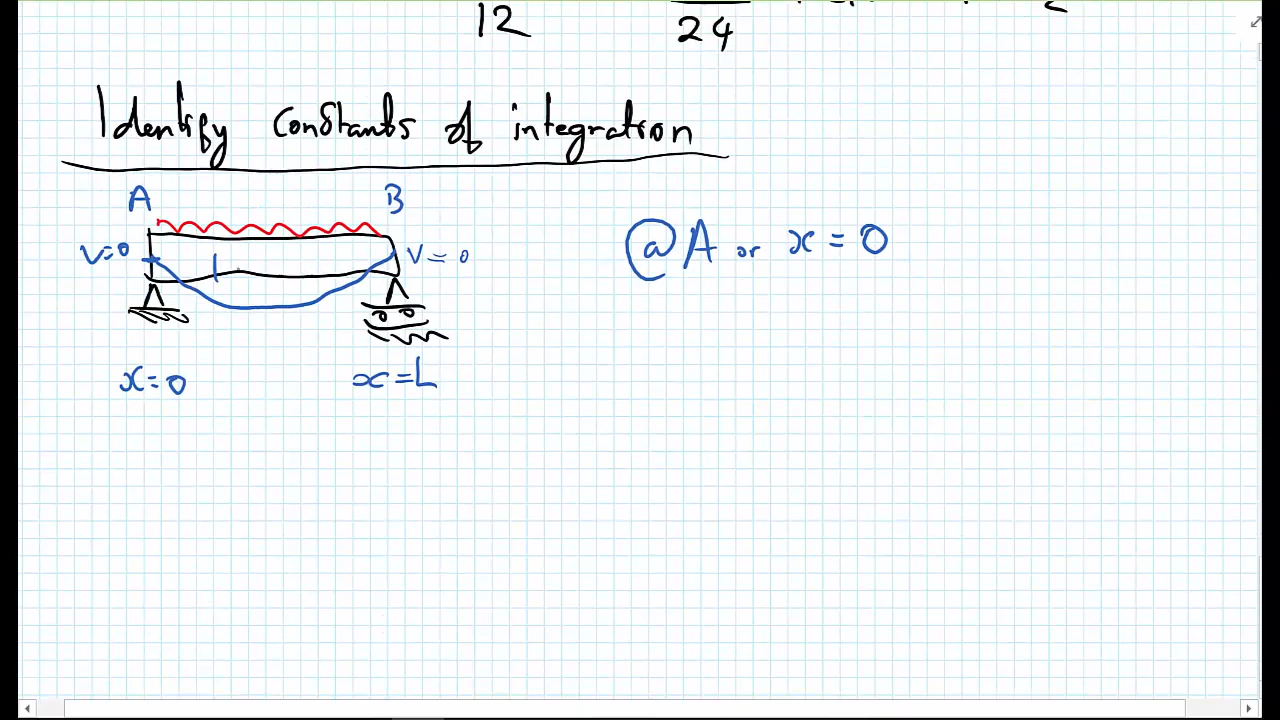 12 24
Identify Constants of integration
A B
V=0 V=0
@A or x=0
x=0 x=L